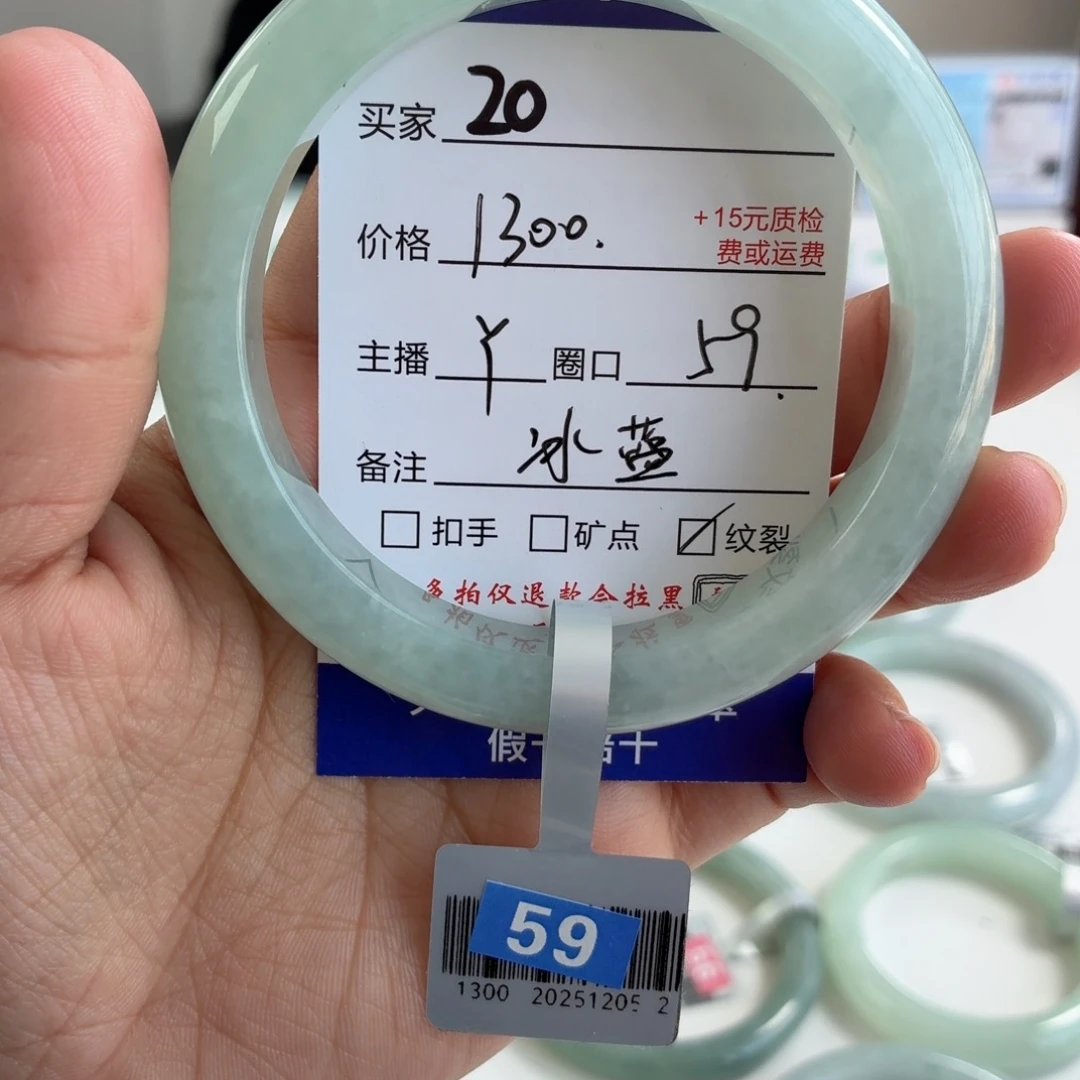 买家 20
价格 1300. +15元质检
费或运费
主播 Y 圈口 59.
备注 冰蓝
□ 扣手 □ 矿点 ☑ 纹裂
多拍仅退款会拉黑
假一赔十
59
1300 20251205 2